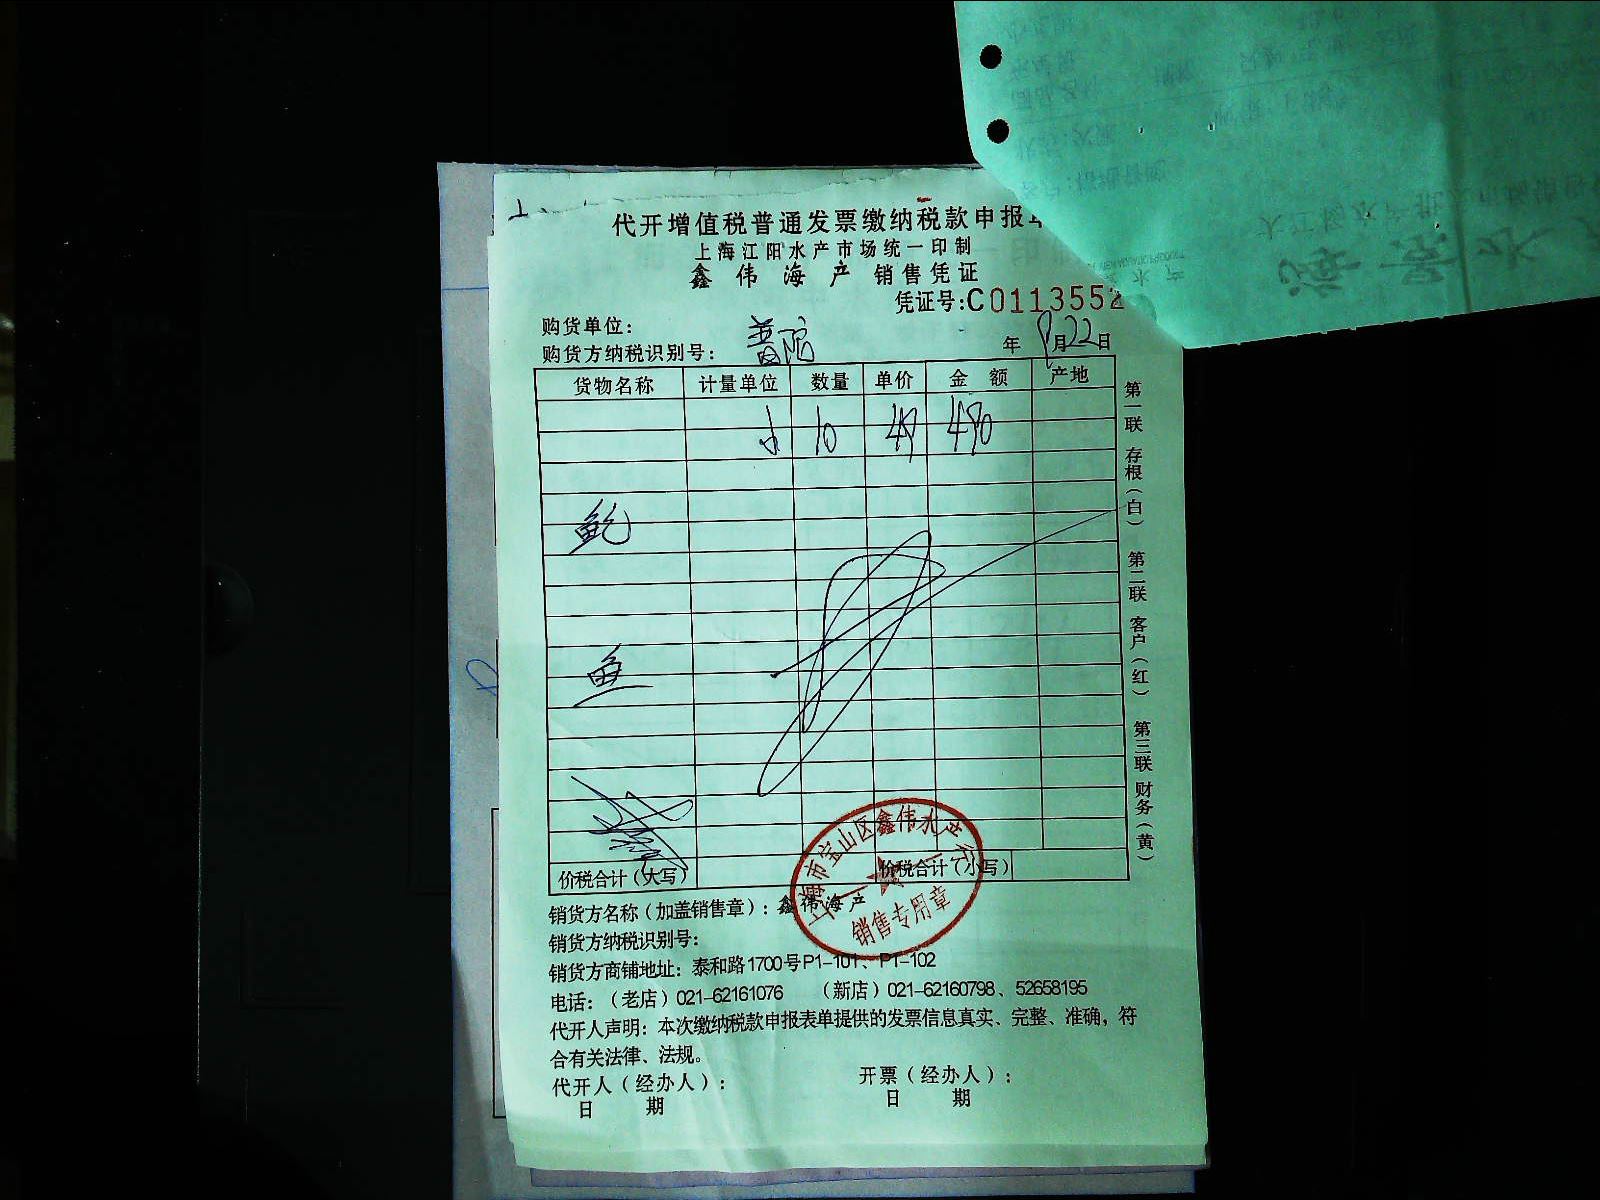 代开增值税普通发票缴纳税款申报
上海江阳水产市场统一印制
鑫伟海产销售凭证
凭证号:C0113552
购货单位:
购货方纳税识别号: 普陀 年 8月22日
货物名称 计量单位 数量 单价 金额 产地
小 10 49 490
鲍
鱼
价税合计(大写) 价税合计(小写)
上海市宝山区鑫伟水产行
销售专用章
销货方名称(加盖销售章):鑫伟海产
销货方纳税识别号:
销货方商铺地址:泰和路1700号P1-101、P1-102
电话:(老店)021-62161076 (新店)021-62160798、52658195
代开人声明:本次缴纳税款申报表单提供的发票信息真实、完整、准确,符
合有关法律、法规。
代开人(经办人): 开票(经办人):
日 期 日 期
第一联 存根(白) 第二联 客户(红) 第三联 财务(黄)